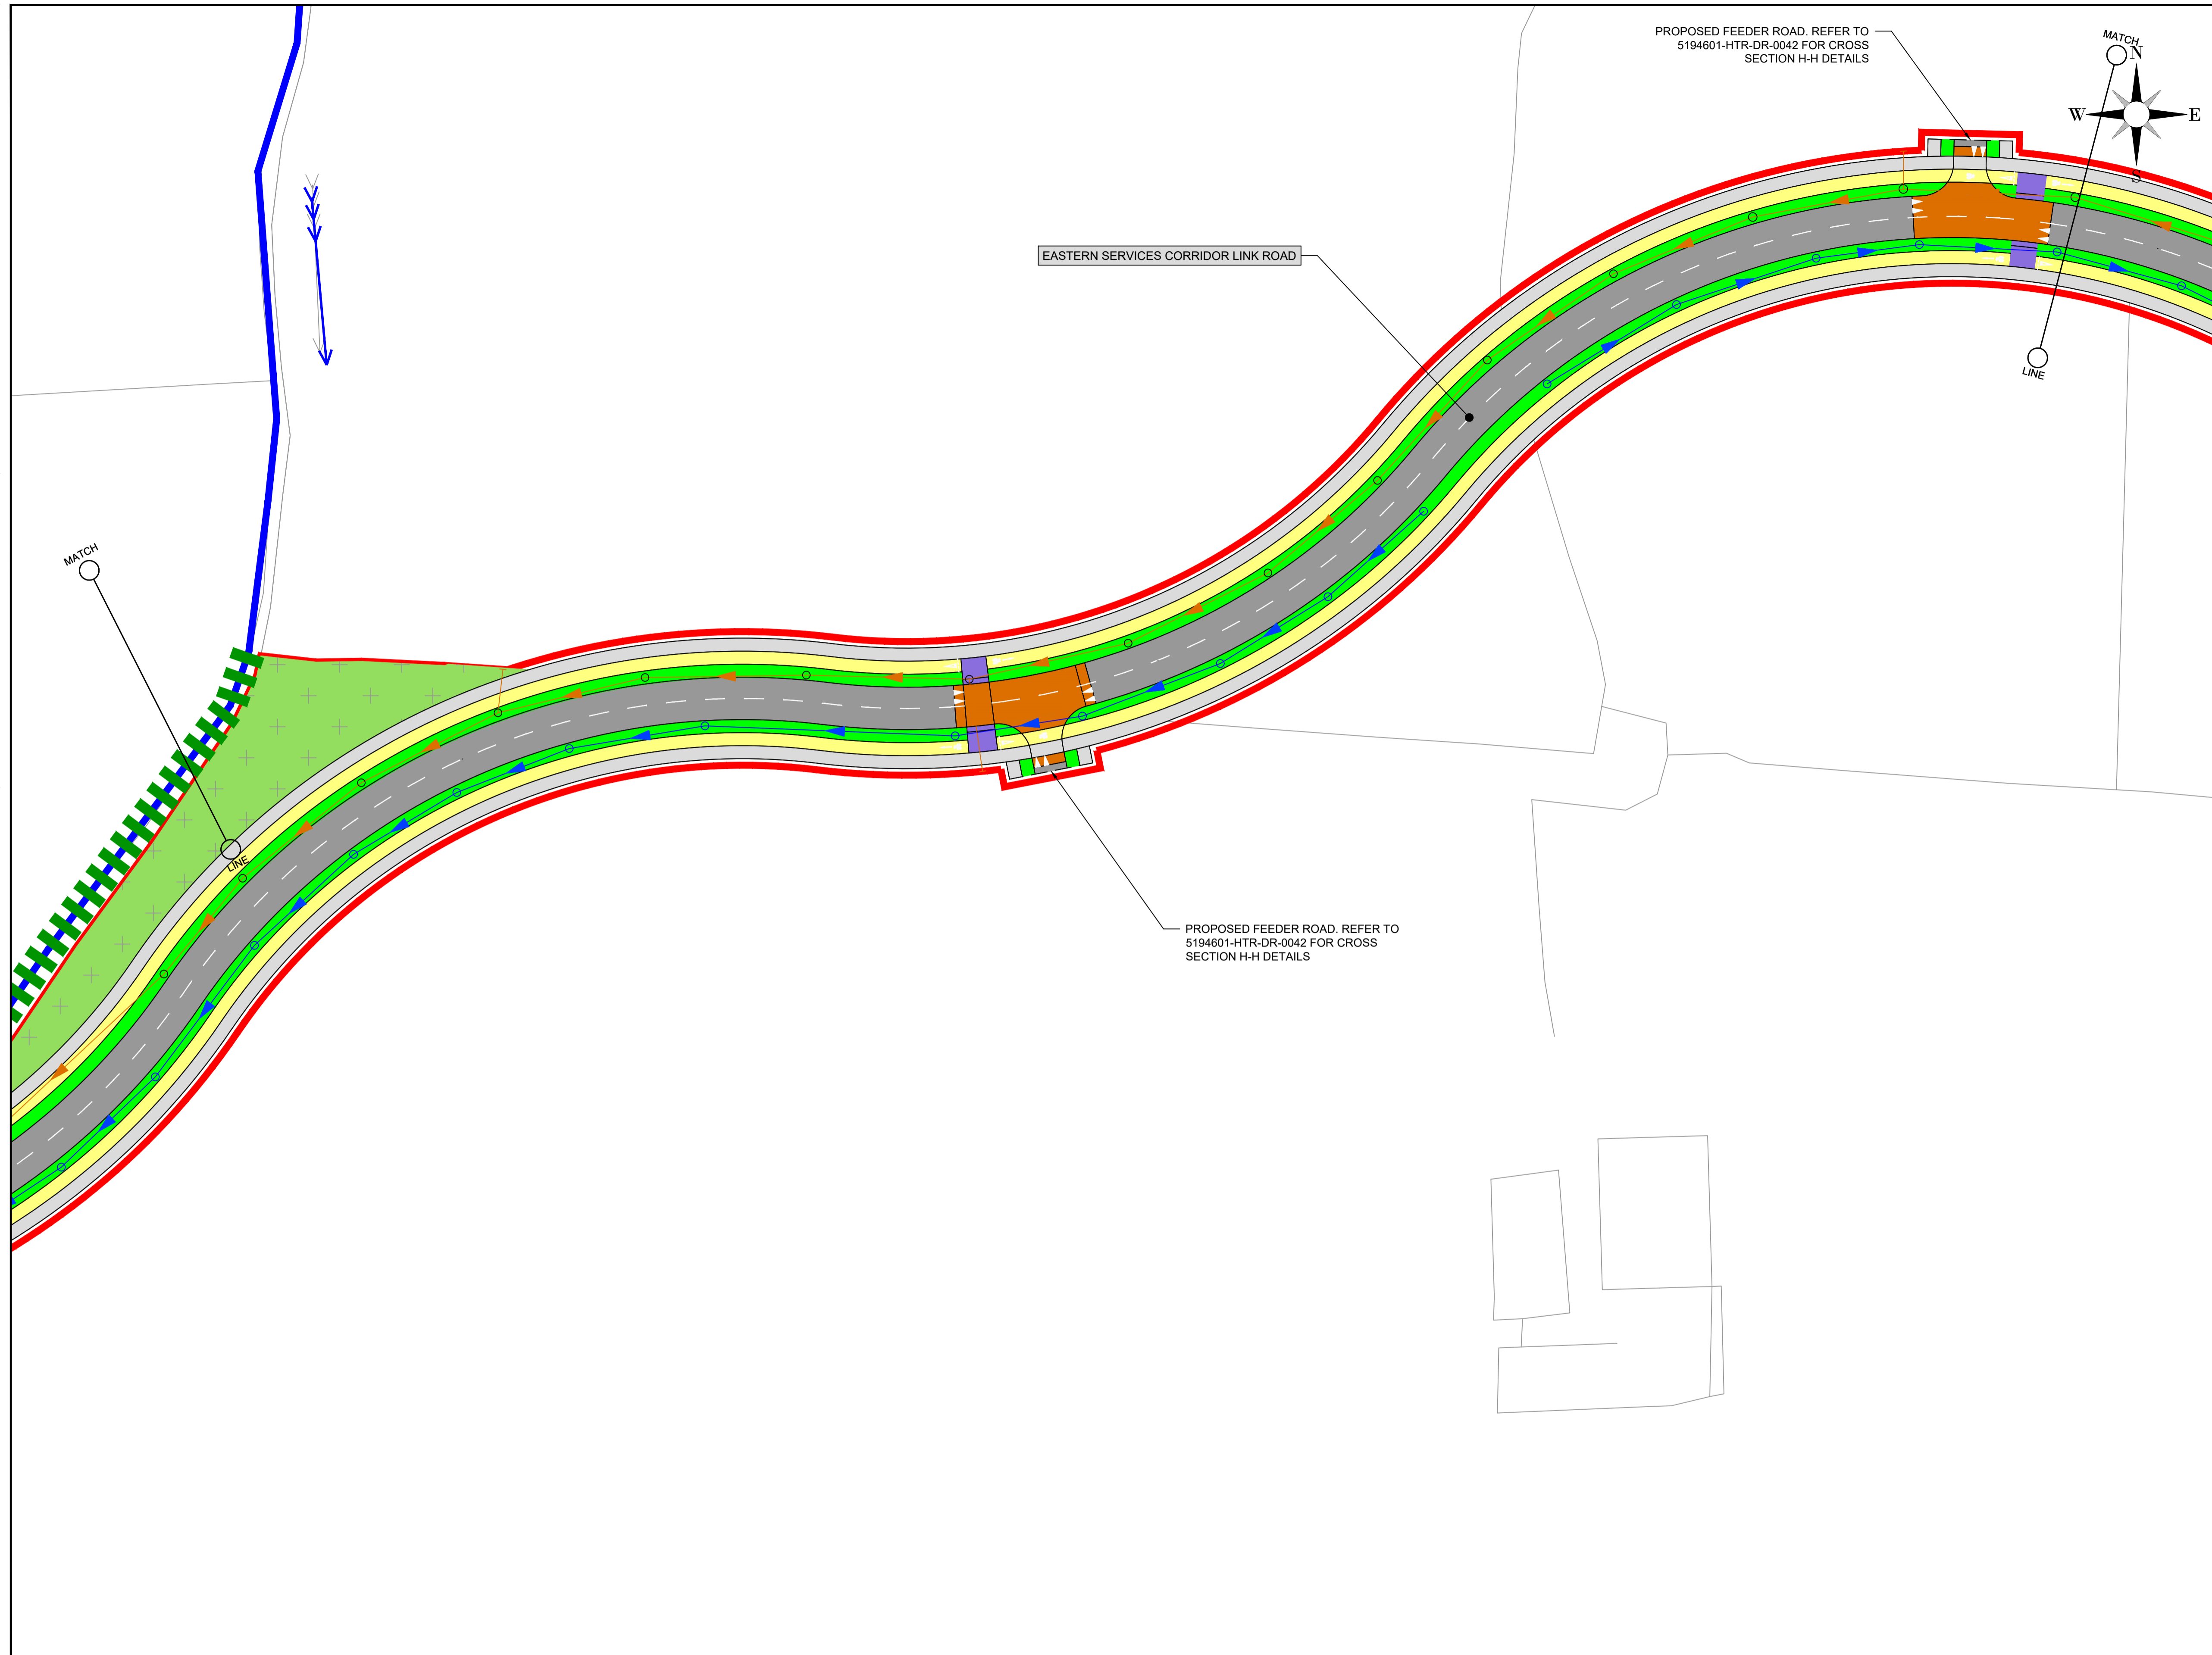 PROPOSED FEEDER ROAD. REFER TO
5194601-HTR-DR-0042 FOR CROSS
SECTION H-H DETAILS
MATCH
N
W
E
S
EASTERN SERVICES CORRIDOR LINK ROAD
LINE
MATCH
LINE
PROPOSED FEEDER ROAD. REFER TO
5194601-HTR-DR-0042 FOR CROSS
SECTION H-H DETAILS